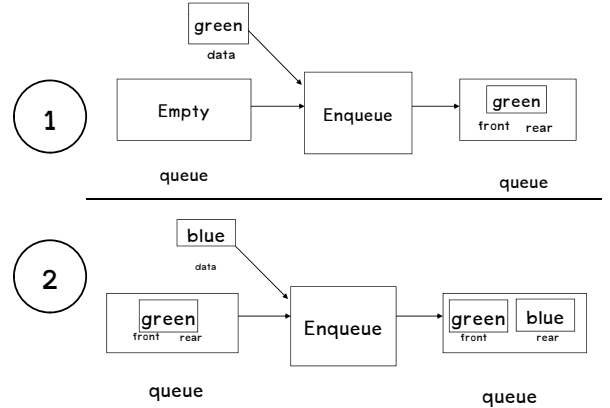 green
data
1
Empty
Enqueue
green
front rear
queue
queue
blue
data
2
green
front rear
Enqueue
green blue
front rear
queue
queue